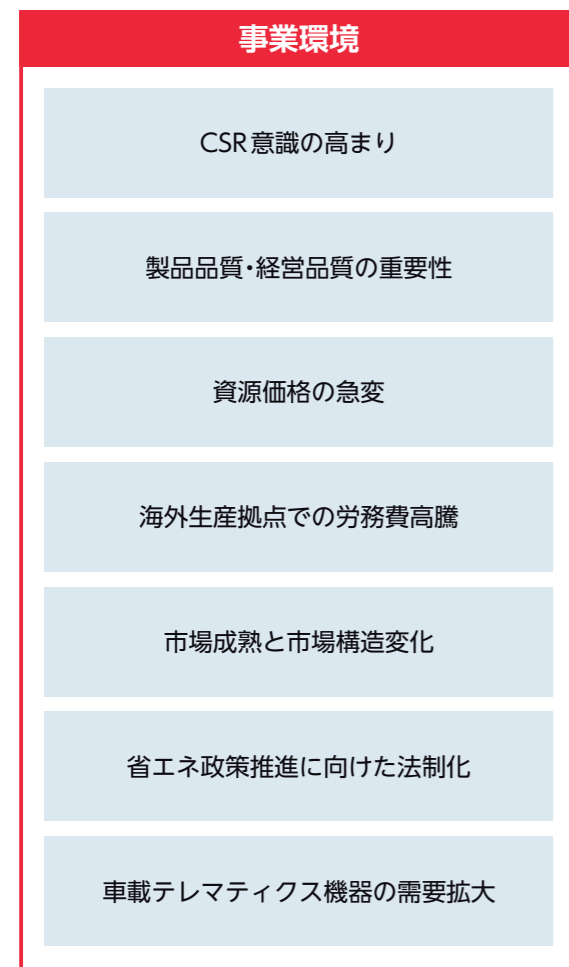 事業環境
CSR意識の高まり
製品品質・経営品質の重要性
資源価格の急変
海外生産拠点での労務費高騰
市場成熟と市場構造変化
省エネ政策推進に向けた法制化
車載テレマティクス機器の需要拡大